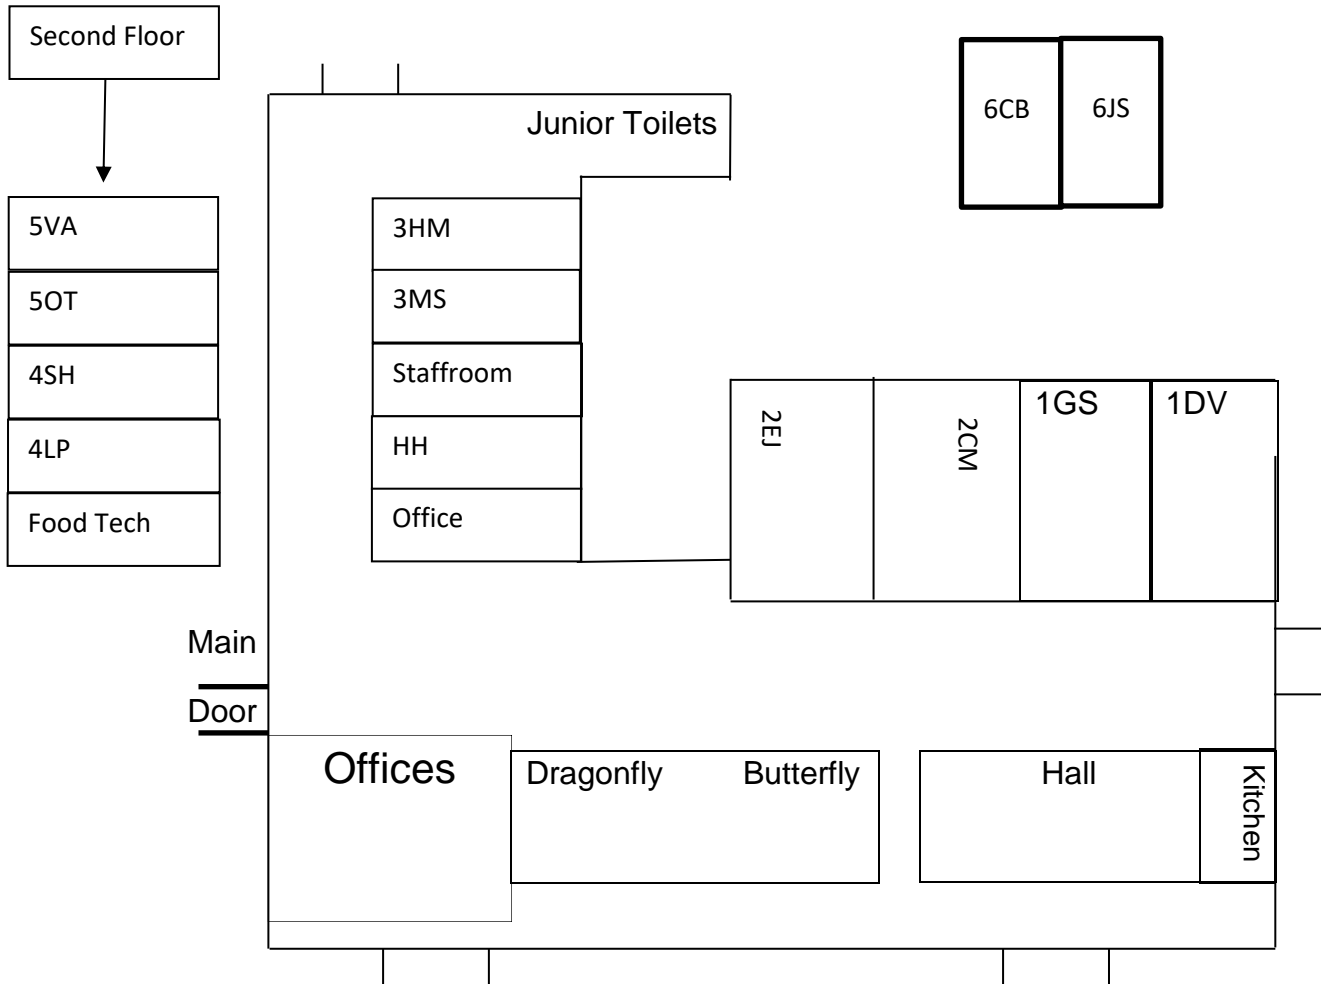 Second Floor
5VA
5OT
4SH
4LP
Food Tech
Junior Toilets
3HM
3MS
Staffroom
HH
Office
6CB
6JS
2EJ
2CM
1GS
1DV
Main
Door
Offices
Dragonfly
Butterfly
Hall
Kitchen